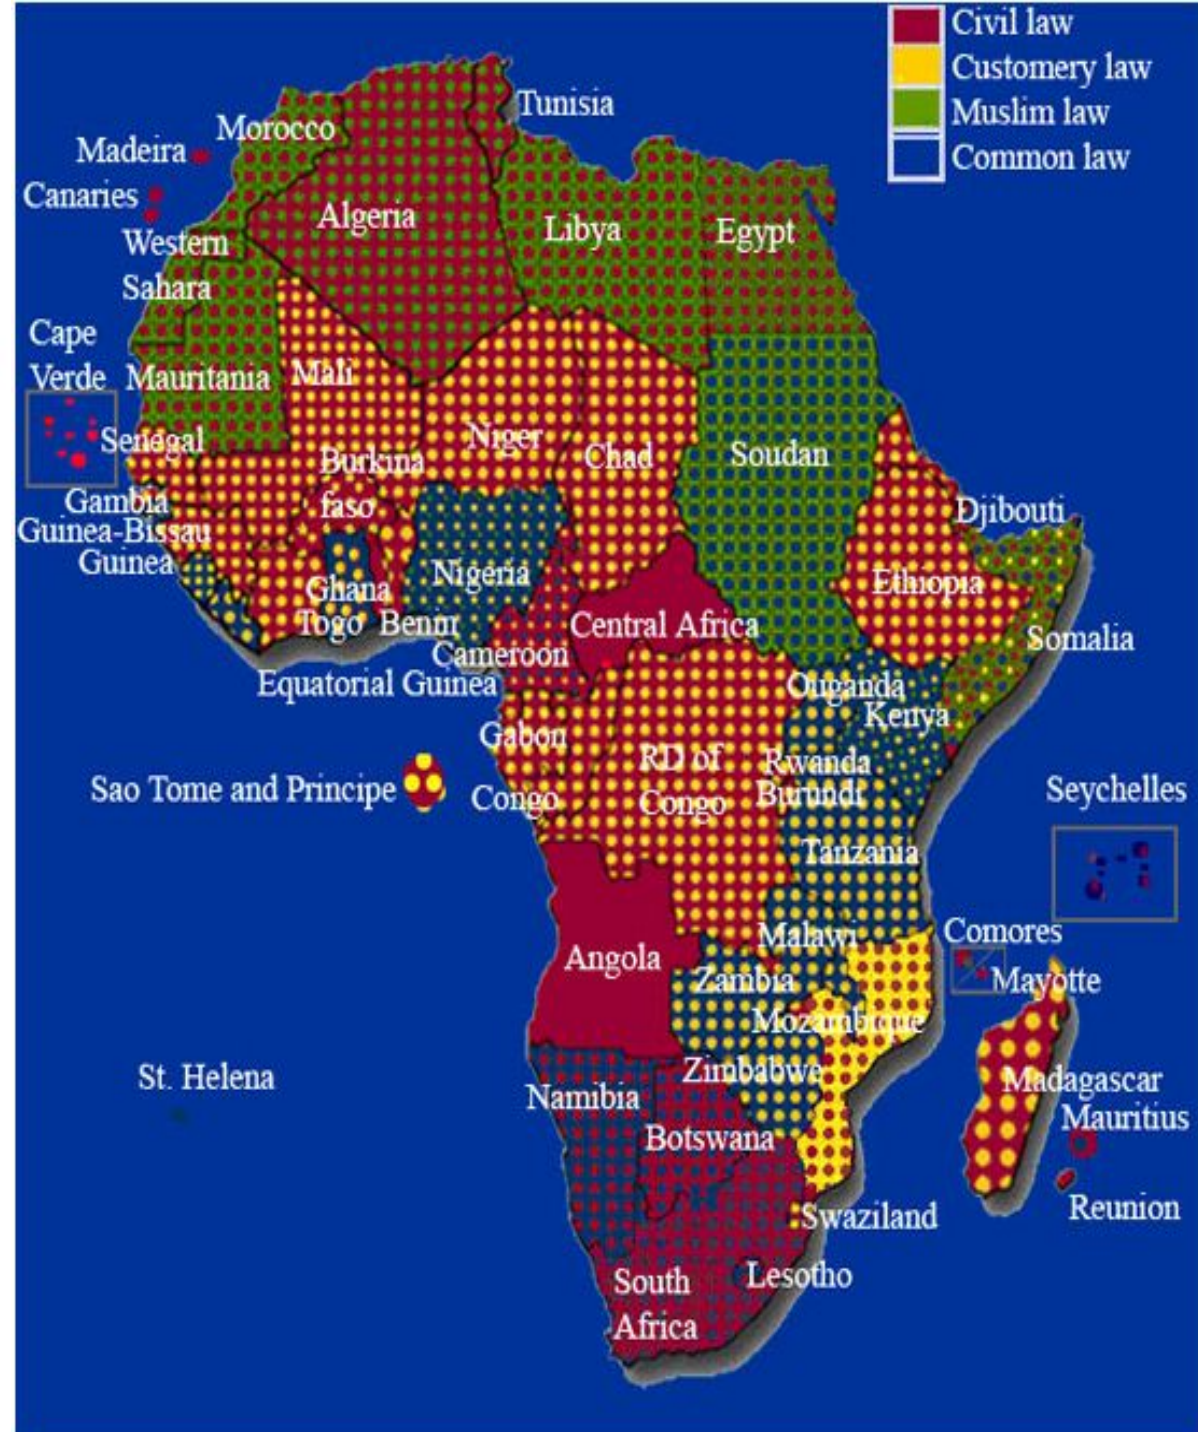 Civil law
Customery law
Muslim law
Common law
Tunisia
Morocco
Madeira
Canaries
Algeria
Libya
Egypt
Western
Sahara
Cape
Verde
Mauritania
Mali
Senegal
Niger
Chad
Soudan
Burkina
faso
Gambia
Guinea-Bissau
Guinea
Djibouti
Nigeria
Ghana
Ethiopia
Togo
Benin
Central Africa
Somalia
Cameroon
Equatorial Guinea
Ouganda
Kenya
Gabon
RD of
Congo
Rwanda
Burundi
Sao Tome and Principe
Congo
Seychelles
Tanzania
Comores
Malawi
Angola
Zambia
Mayotte
Mozambique
St. Helena
Zimbabwe
Namibia
Madagascar
Mauritius
Botswana
Reunion
Swaziland
South
Africa
Lesotho